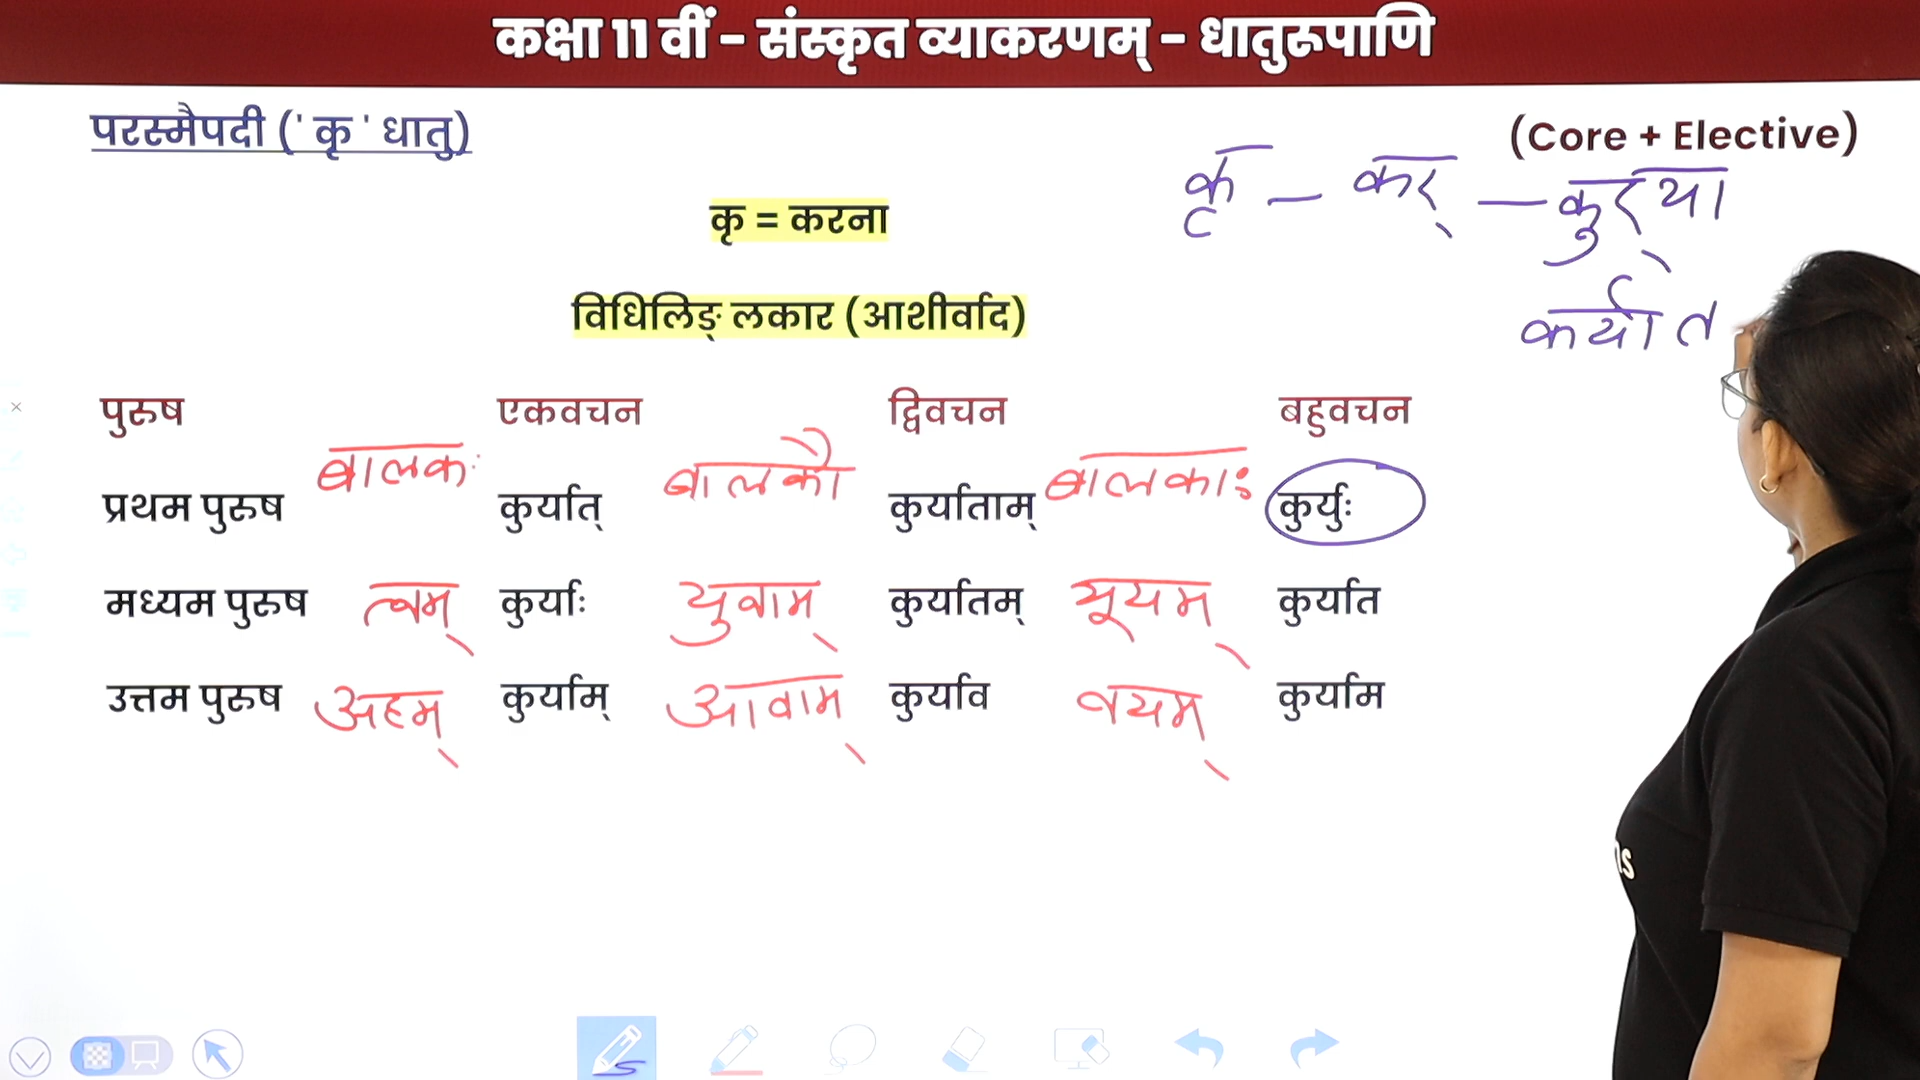 कक्षा 11 वीं - संस्कृत व्याकरणम् - धातुरूपाणि
परस्मैपदी (' कृ ' धातु)
(Core + Elective)
कृ = करना
कृ — कर् — कुर्या
विधिलिङ् लकार (आशीर्वाद)
कर्यात
पुरुष एकवचन द्विवचन बहुवचन
प्रथम पुरुष बालकः कुर्यात् बालकौ कुर्याताम् बालकाः कुर्युः
मध्यम पुरुष त्वम् कुर्याः युवाम् कुर्यातम् यूयम् कुर्यात
उत्तम पुरुष अहम् कुर्याम् आवाम् कुर्याव वयम् कुर्याम